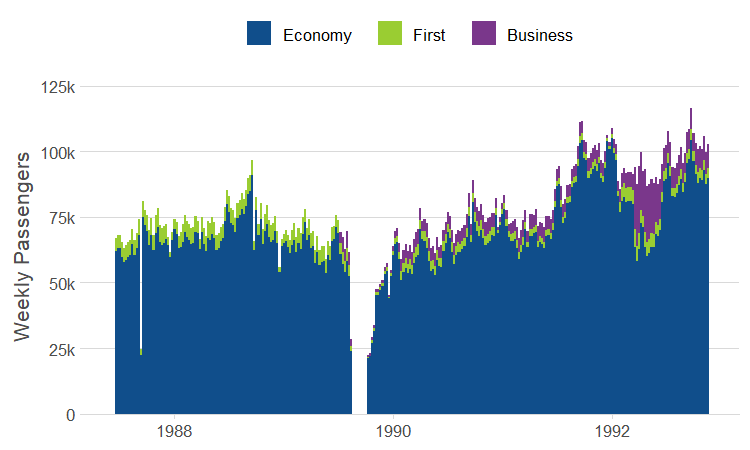 Economy First Business
125k
100k
75k
50k
25k
0
Weekly Passengers
1988 1990 1992